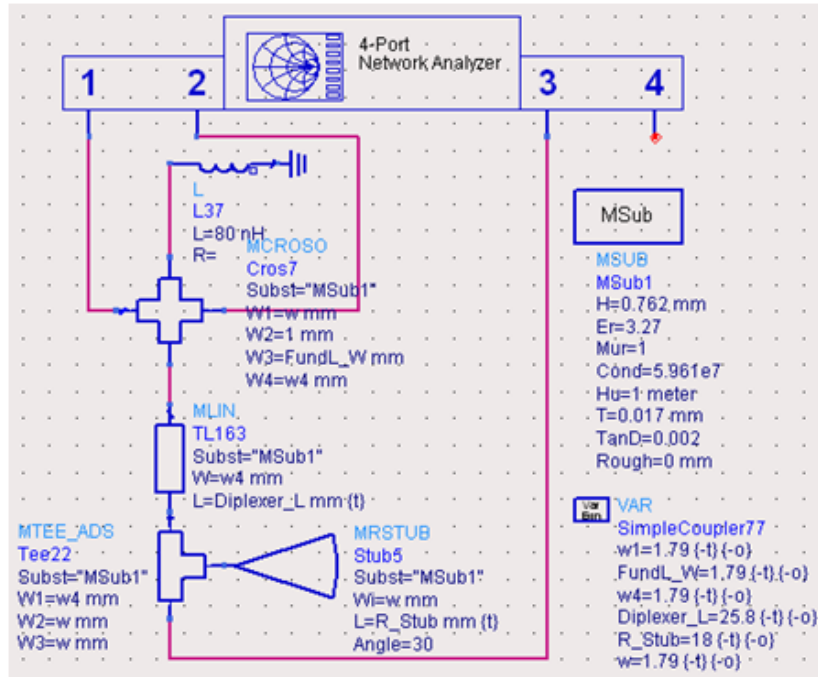 4-Port
Network Analyzer
1
2
3
4
L
L37
L=80 nH
R=
MCROSO
Cros7
Subst="MSub1"
W1=w mm
W2=1 mm
W3=FundL_W mm
W4=w4 mm
MSub
MSUB
MSub1
H=0.762 mm
Er=3.27
Mur=1
Cond=5.961e7
Hu=1 meter
T=0.017 mm
TanD=0.002
Rough=0 mm
MLIN
TL163
Subst="MSub1"
W=w4 mm
L=Diplexer_L mm {t}
MTEE_ADS
Tee22
Subst="MSub1"
W1=w4 mm
W2=w mm
W3=w mm
MRSTUB
Stub5
Subst="MSub1"
Wi=w mm
L=R_Stub mm {t}
Angle=30
Var
Eqn
VAR
SimpleCoupler77
w1=1.79 {-t}{-o}
FundL_W=1.79 {-t}{-o}
w4=1.79 {-t}{-o}
Diplexer_L=25.8 {-t}{-o}
R_Stub=18 {-t}{-o}
w=1.79 {-t}{-o}